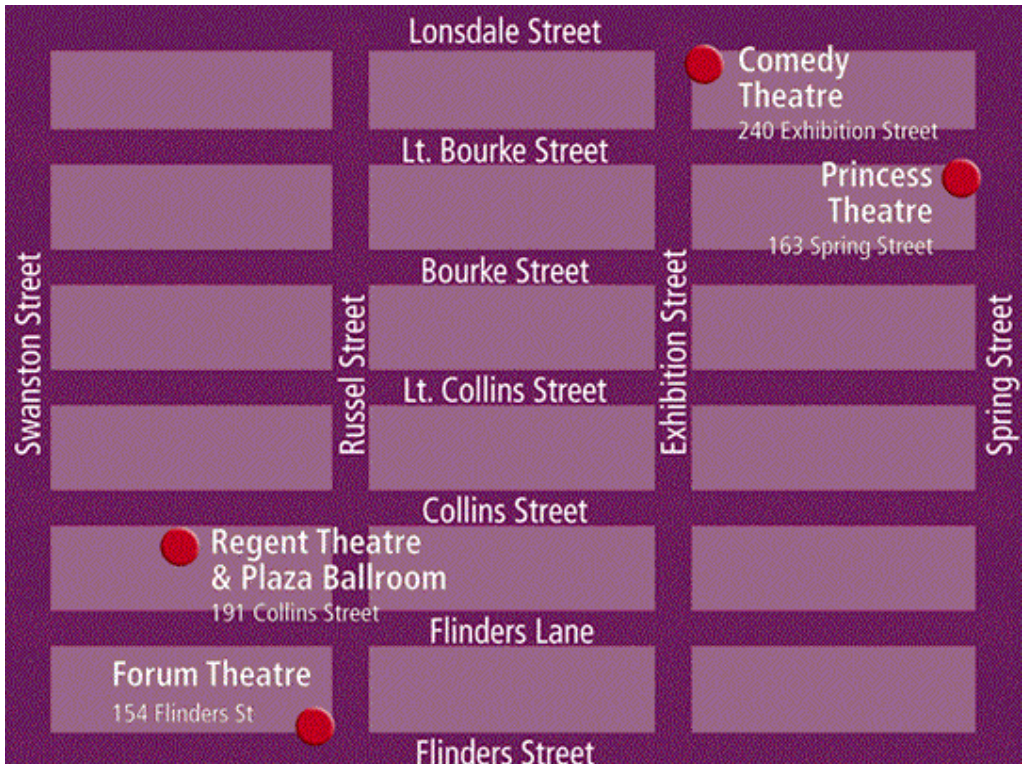 Lonsdale Street
Comedy
Theatre
240 Exhibition Street
Lt. Bourke Street
Princess
Theatre
163 Spring Street
Bourke Street
Swanston Street
Russel Street
Exhibition Street
Spring Street
Lt. Collins Street
Collins Street
Regent Theatre
& Plaza Ballroom
191 Collins Street
Flinders Lane
Forum Theatre
154 Flinders St
Flinders Street